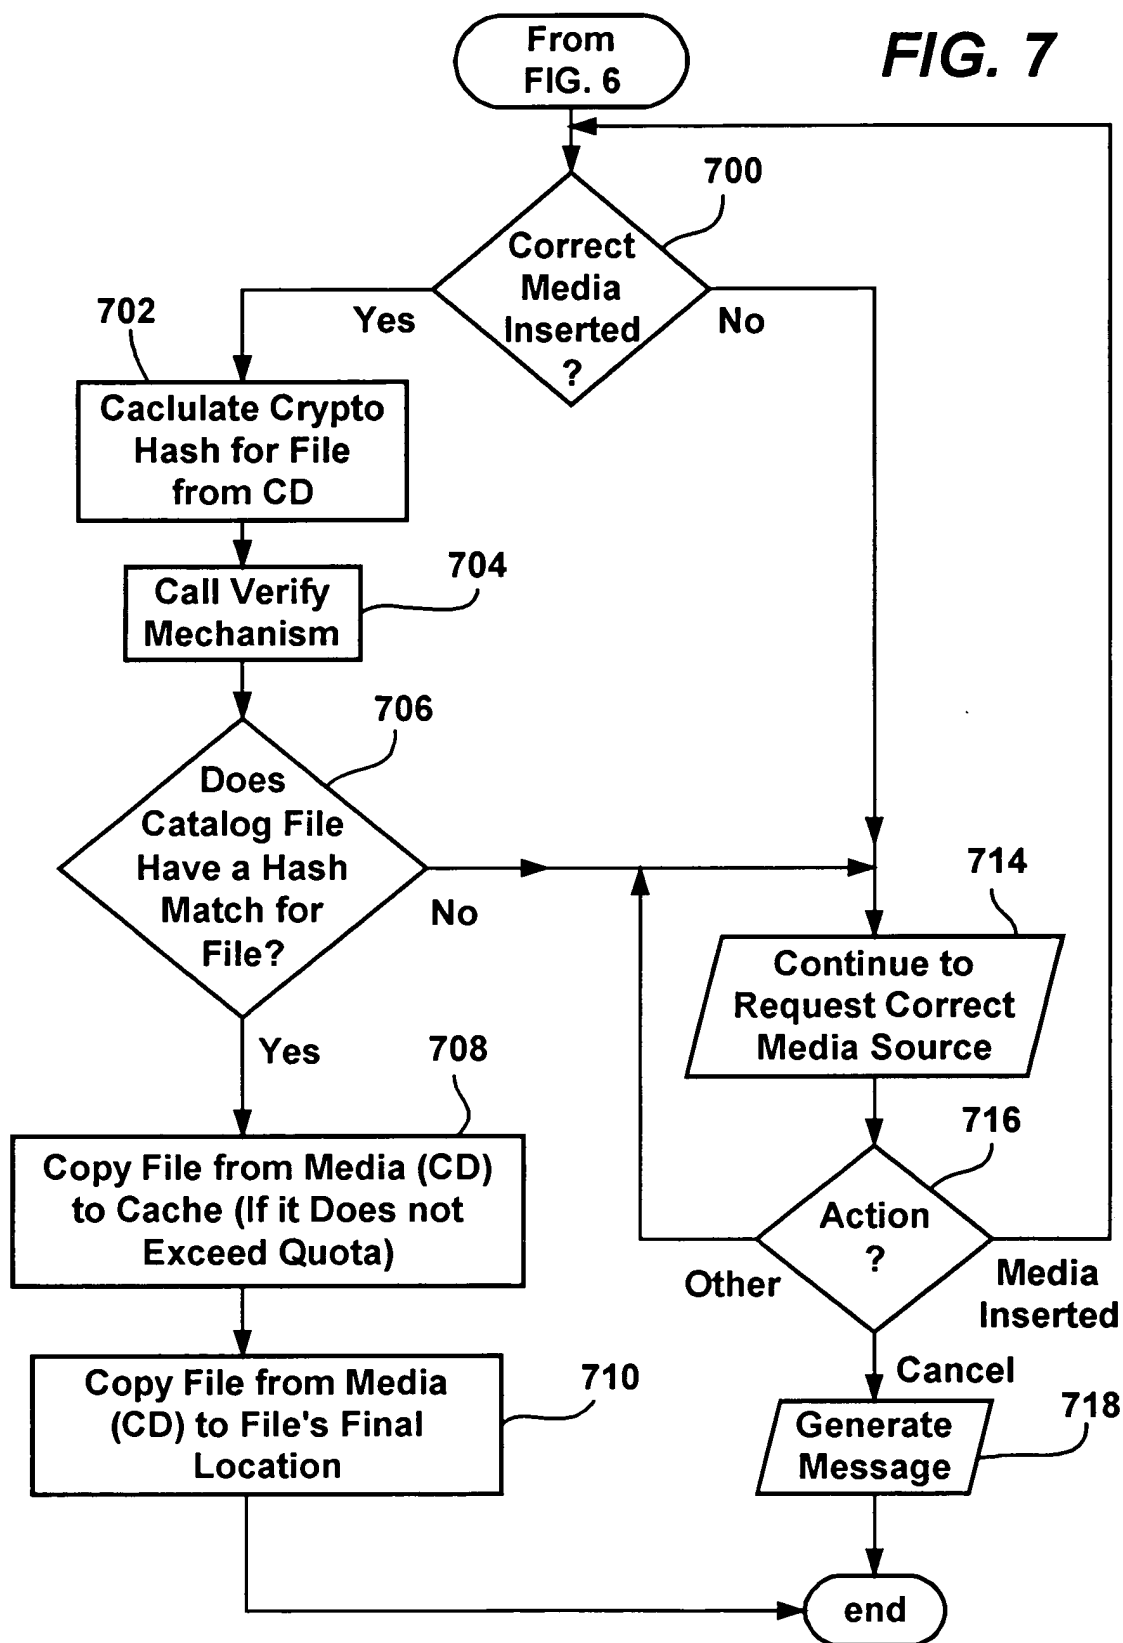 From
FIG. 6
FIG. 7
700
Correct
Media
Inserted
?
Yes
No
702
Caclulate Crypto
Hash for File
from CD
704
Call Verify
Mechanism
706
Does
Catalog File
Have a Hash
Match for
File?
No
Yes
714
Continue to
Request Correct
Media Source
708
Copy File from Media (CD)
to Cache (If it Does not
Exceed Quota)
716
Action
?
Other
Media
Inserted
Cancel
710
Copy File from Media
(CD) to File's Final
Location
718
Generate
Message
end